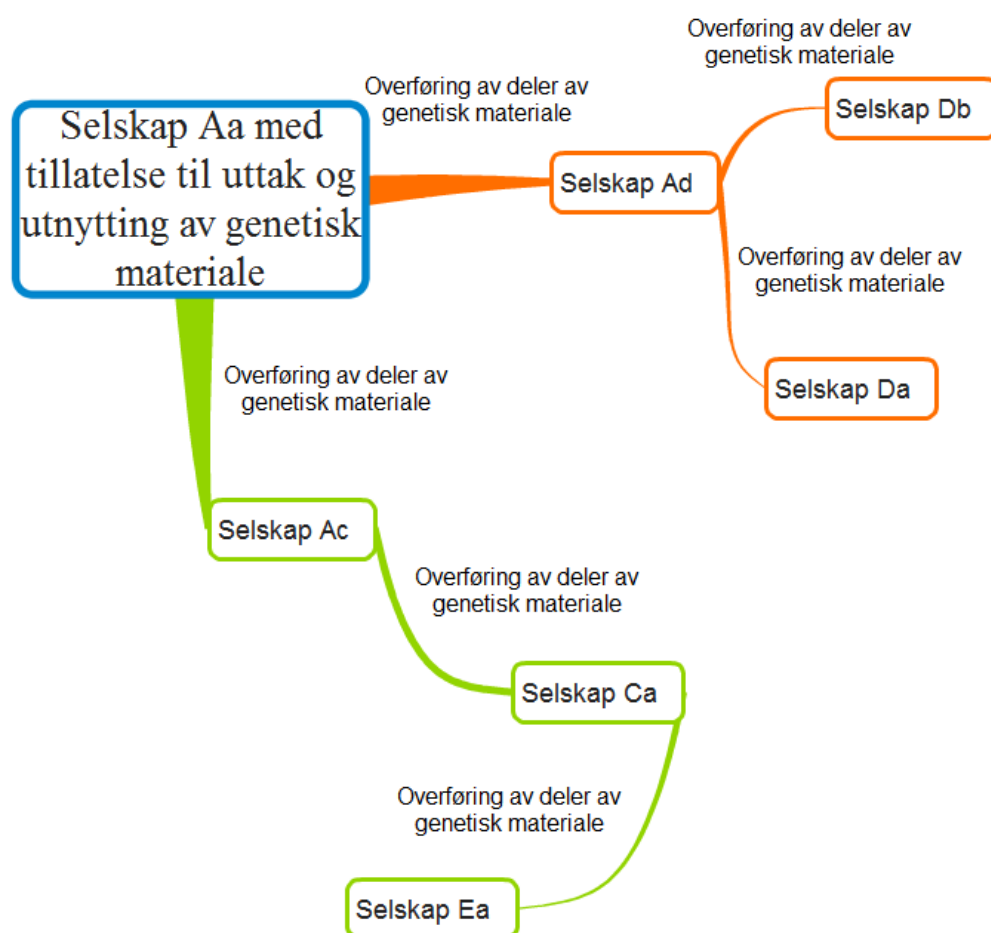 Overføring av deler av
genetisk materiale
Overføring av deler av
genetisk materiale
Selskap Db
Selskap Aa med
tillatelse til uttak og
utnytting av genetisk
materiale
Selskap Ad
Overføring av deler av
genetisk materiale
Selskap Da
Overføring av deler av
genetisk materiale
Selskap Ac
Overføring av deler av
genetisk materiale
Selskap Ca
Overføring av deler av
genetisk materiale
Selskap Ea